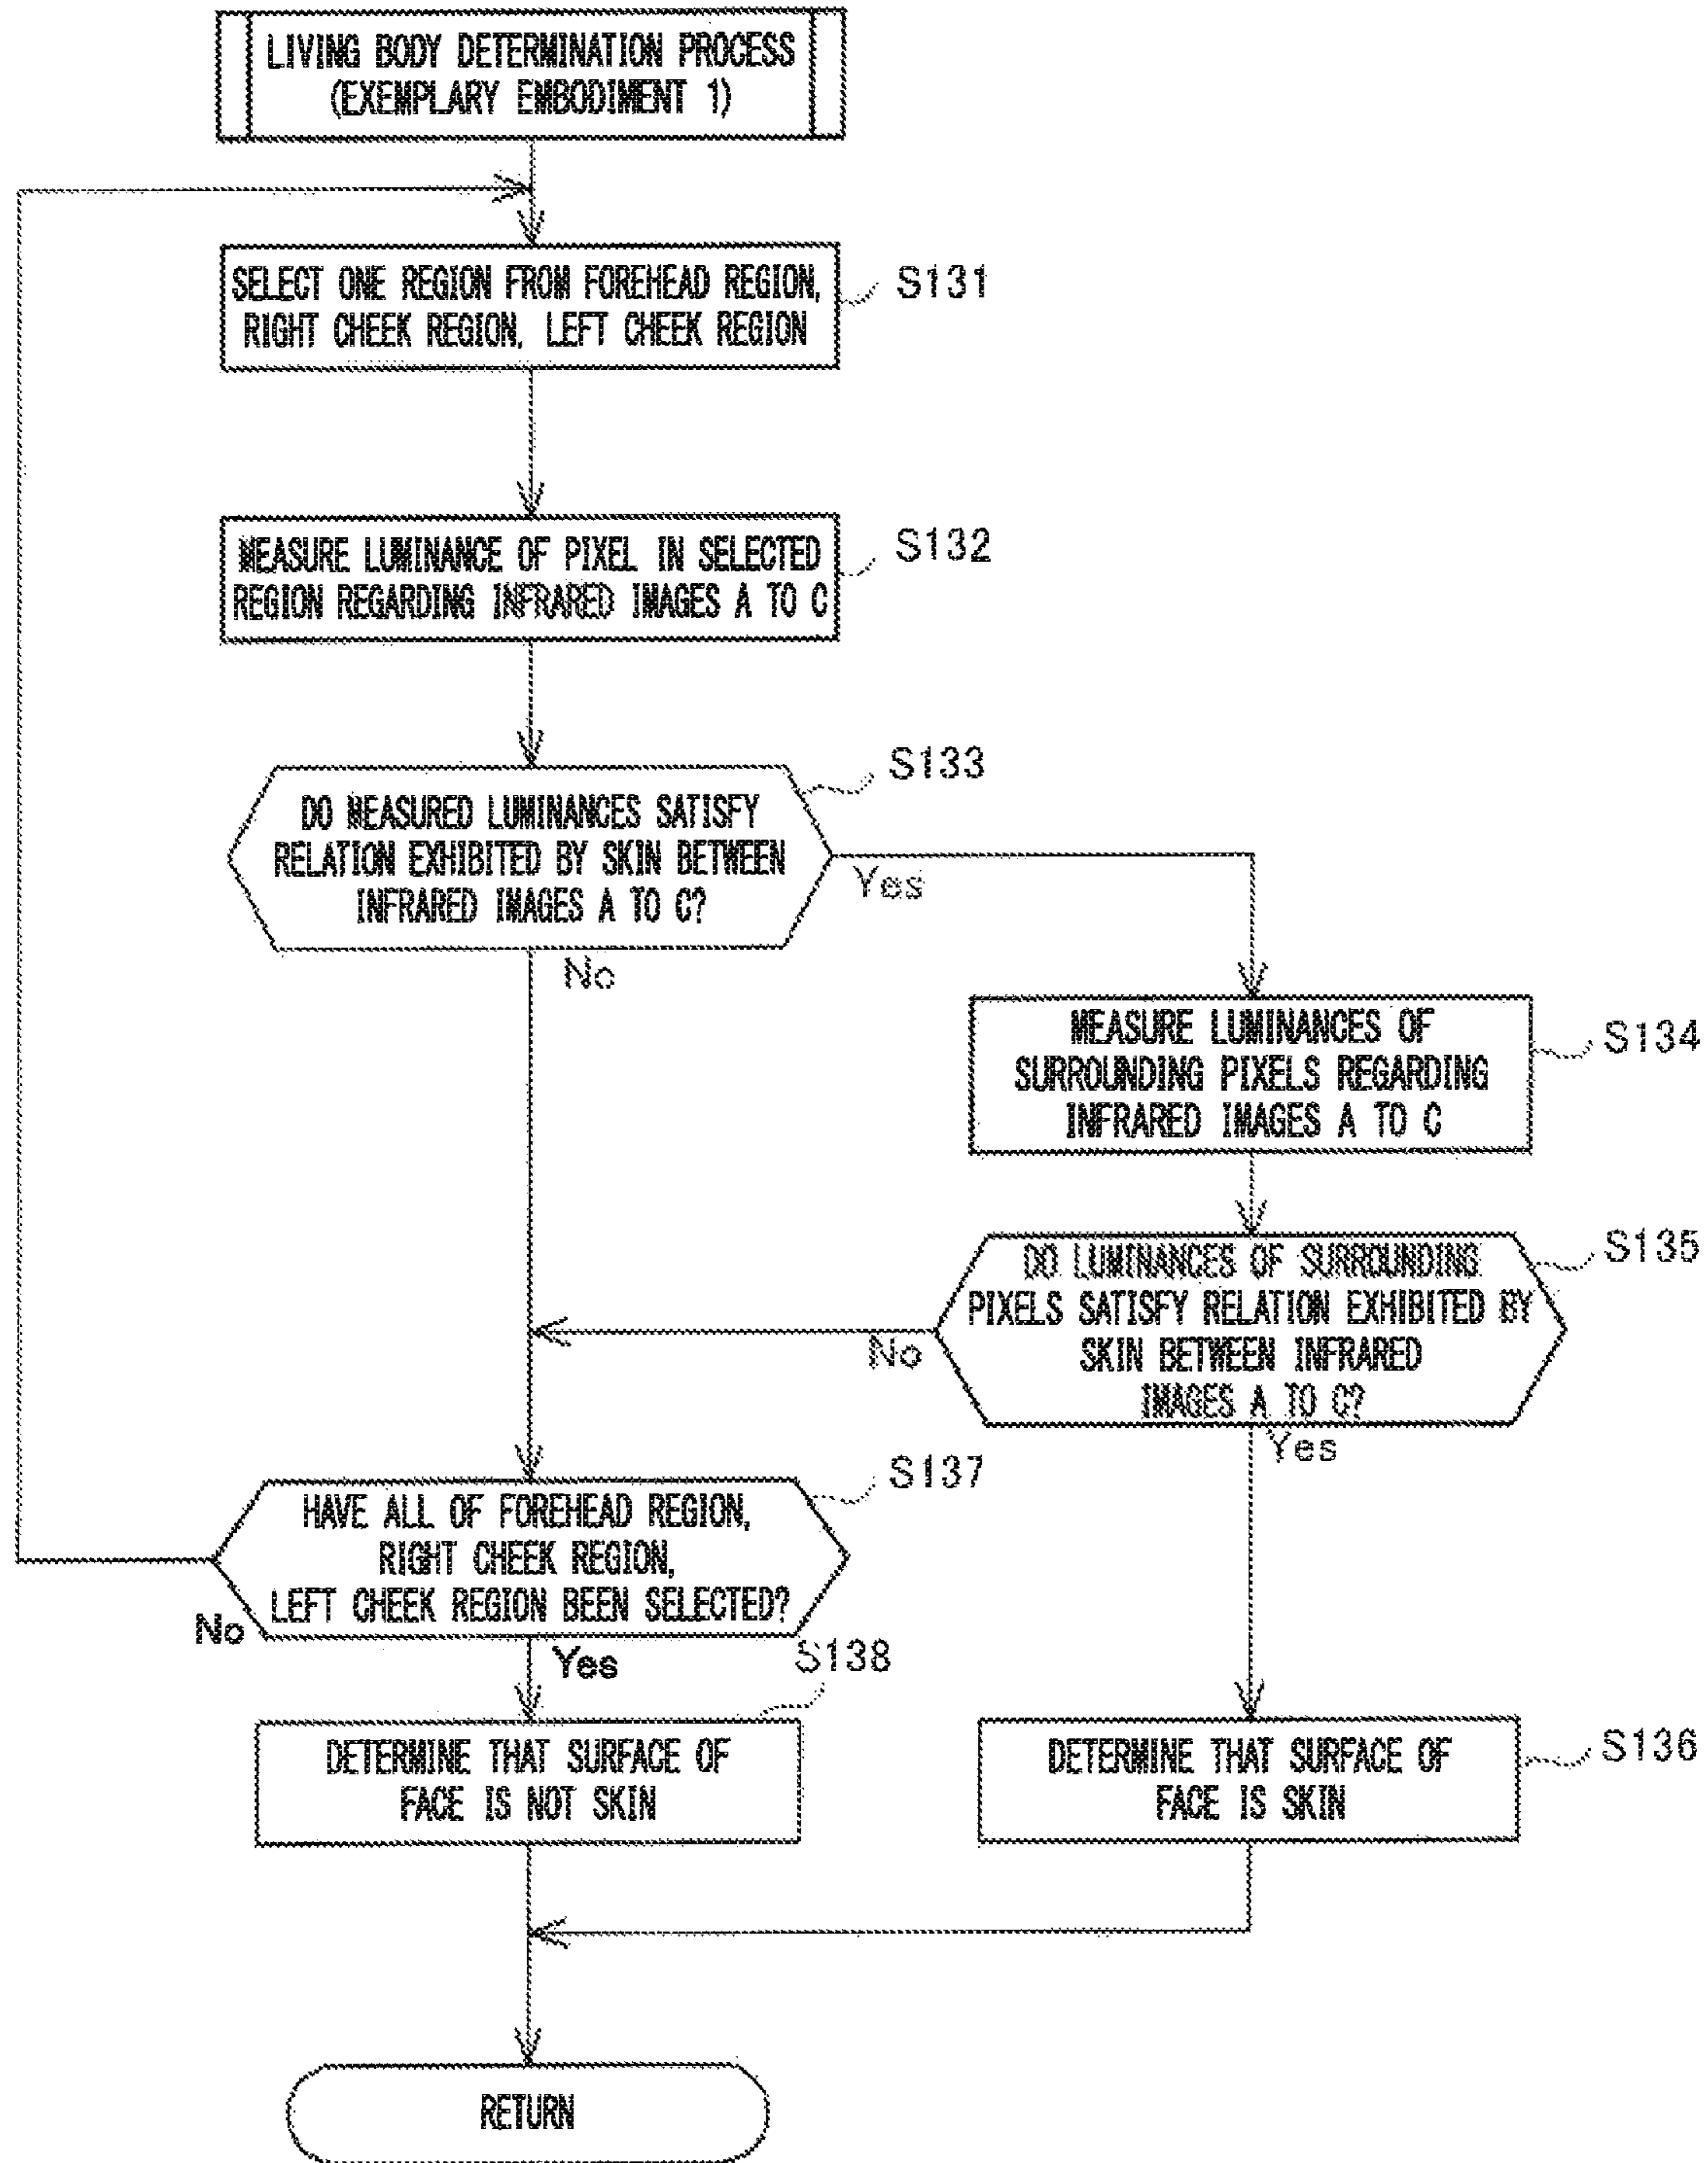 LIVING BODY DETERMINATION PROCESS
(EXEMPLARY EMBODIMENT 1)
SELECT ONE REGION FROM FOREHEAD REGION,
RIGHT CHEEK REGION, LEFT CHEEK REGION
S131
MEASURE LUMINANCE OF PIXEL IN SELECTED
REGION REGARDING INFRARED IMAGES A TO C
S132
DO MEASURED LUMINANCES SATISFY
RELATION EXHIBITED BY SKIN BETWEEN
INFRARED IMAGES A TO C?
S133
Yes
No
MEASURE LUMINANCES OF
SURROUNDING PIXELS REGARDING
INFRARED IMAGES A TO C
S134
DO LUMINANCES OF SURROUNDING
PIXELS SATISFY RELATION EXHIBITED BY
SKIN BETWEEN INFRARED
IMAGES A TO C?
S135
No
Yes
HAVE ALL OF FOREHEAD REGION,
RIGHT CHEEK REGION,
LEFT CHEEK REGION BEEN SELECTED?
S137
No
Yes
S138
DETERMINE THAT SURFACE OF
FACE IS NOT SKIN
DETERMINE THAT SURFACE OF
FACE IS SKIN
S136
RETURN